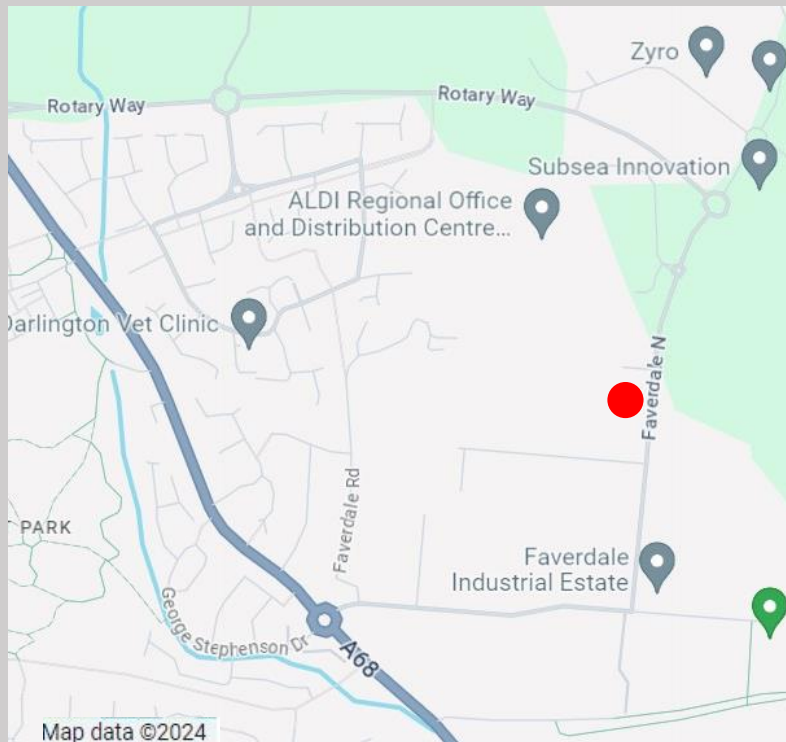 Zyro
Rotary Way
Rotary Way
Subsea Innovation
ALDI Regional Office
and Distribution Centre...
Darlington Vet Clinic
Faverdale N
Faverdale Rd
PARK
Faverdale
Industrial Estate
George Stephenson Dr
A68
Map data ©2024